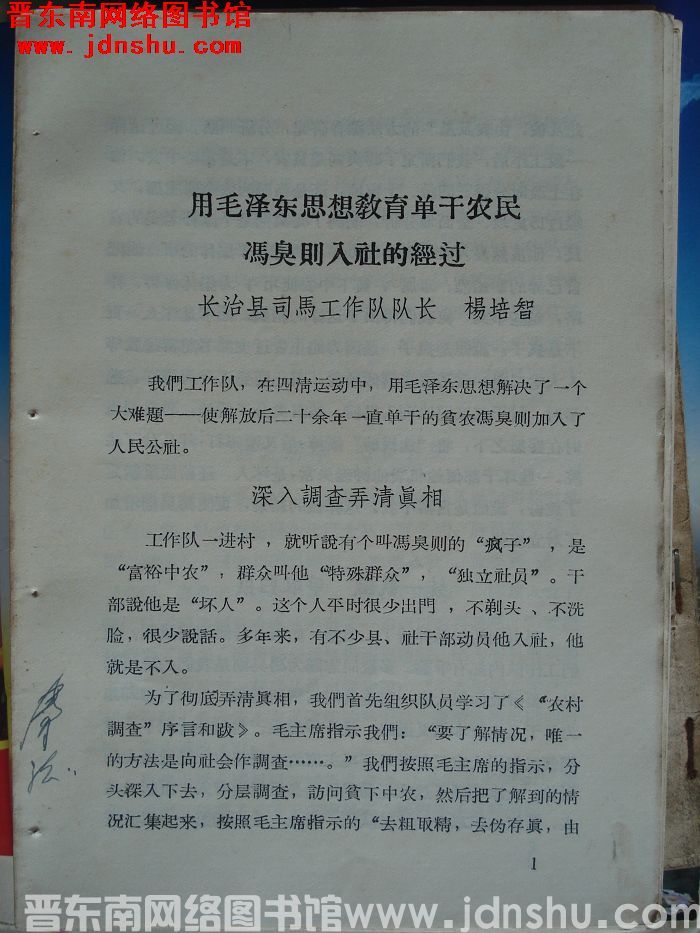 晋东南网络图书馆
www.jdnshu.com
用毛泽东思想敎育单干农民
馮臭則入社的經过
长治县司馬工作队队长　楊培智
我們工作队，在四清运动中，用毛泽东思想解决了一个
大难题——使解放后二十余年一直单干的貧农馮臭则加入了
人民公社。
深入調查弄清眞相
工作队一进村，就听說有个叫馮臭则的“疯子”，是
“富裕中农”，群众叫他“特殊群众”，“独立社员”。干
部說他是“坏人”。这个人平时很少出門，不剃头、不洗
脸，很少說話。多年来，有不少县、社干部动员他入社，他
就是不入。
为了彻底弄清眞相，我們首先组织队员学习了《“农村
調查”序言和跋》。毛主席指示我們：“要了解情况，唯一
的方法是向社会作調查……。”我們按照毛主席的指示，分
头深入下去，分层調查，訪問貧下中农，然后把了解到的情
况汇集起来，按照毛主席指示的“去粗取精，去伪存眞，由
1
晋东南网络图书馆 www.jdnshu.com